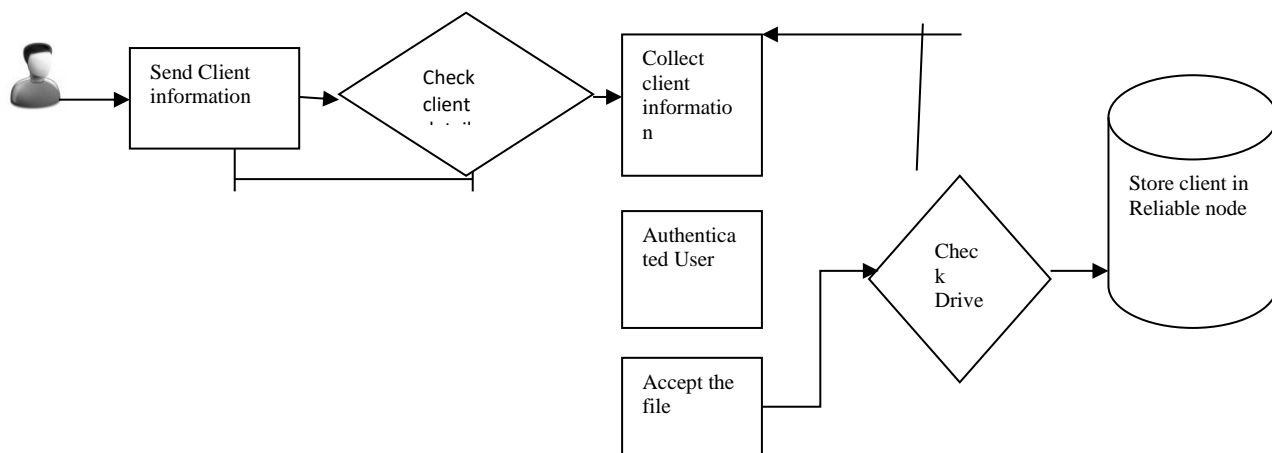 Send Client
information
Check
client
Collect
client
informatio
n
Authentica
ted User
Accept the
file
Chec
k
Drive
Store client in
Reliable node